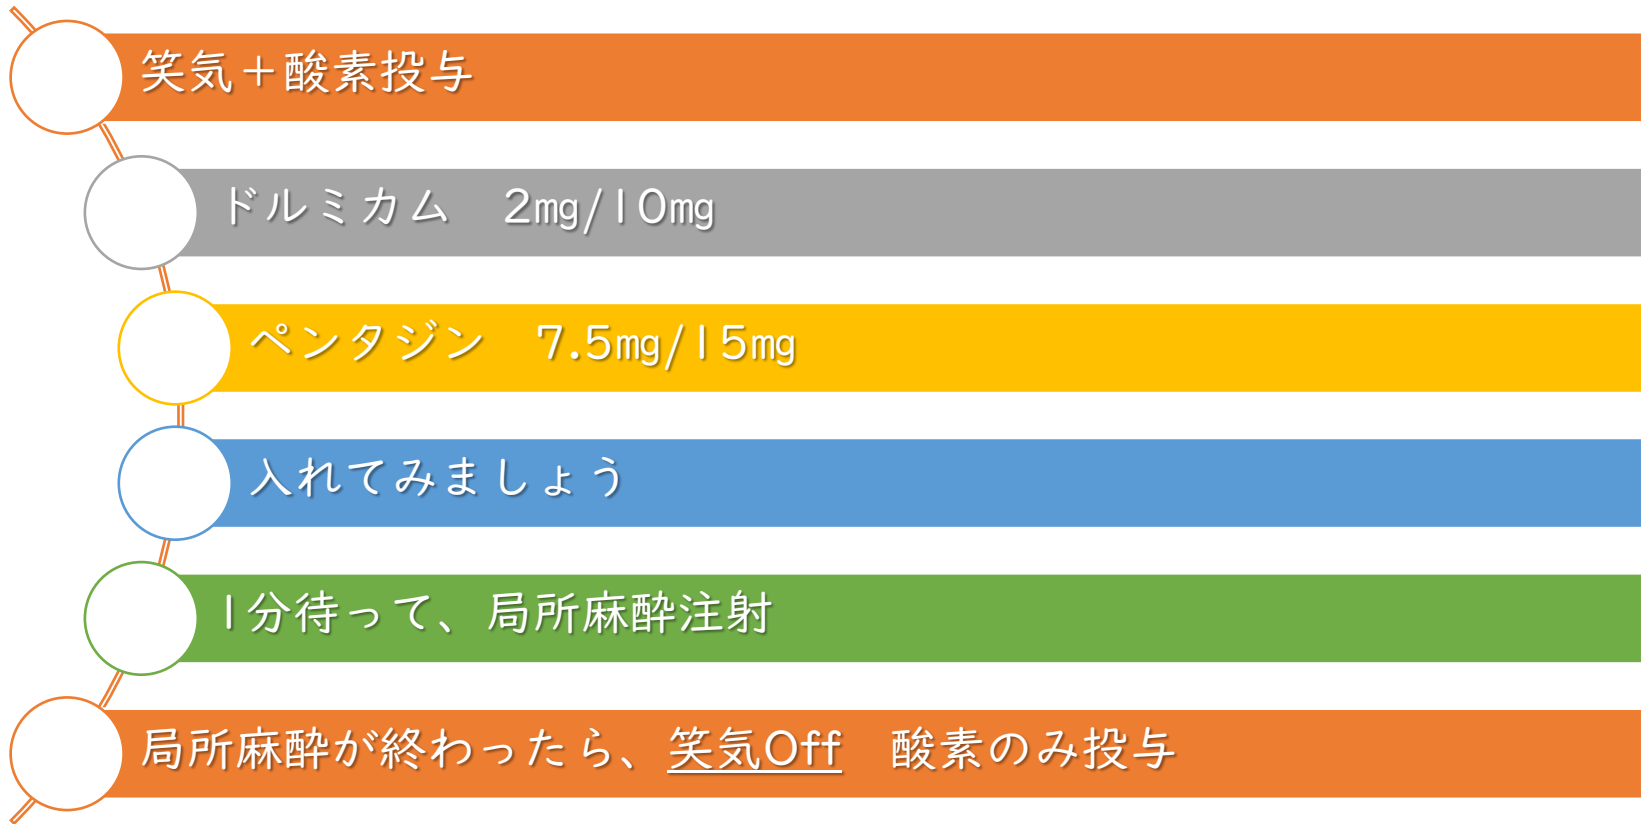 笑気＋酸素投与
ドルミカム　2㎎/10㎎
ペンタジン　7.5㎎/15㎎
入れてみましょう
1分待って、局所麻酔注射
局所麻酔が終わったら、笑気Off　酸素のみ投与